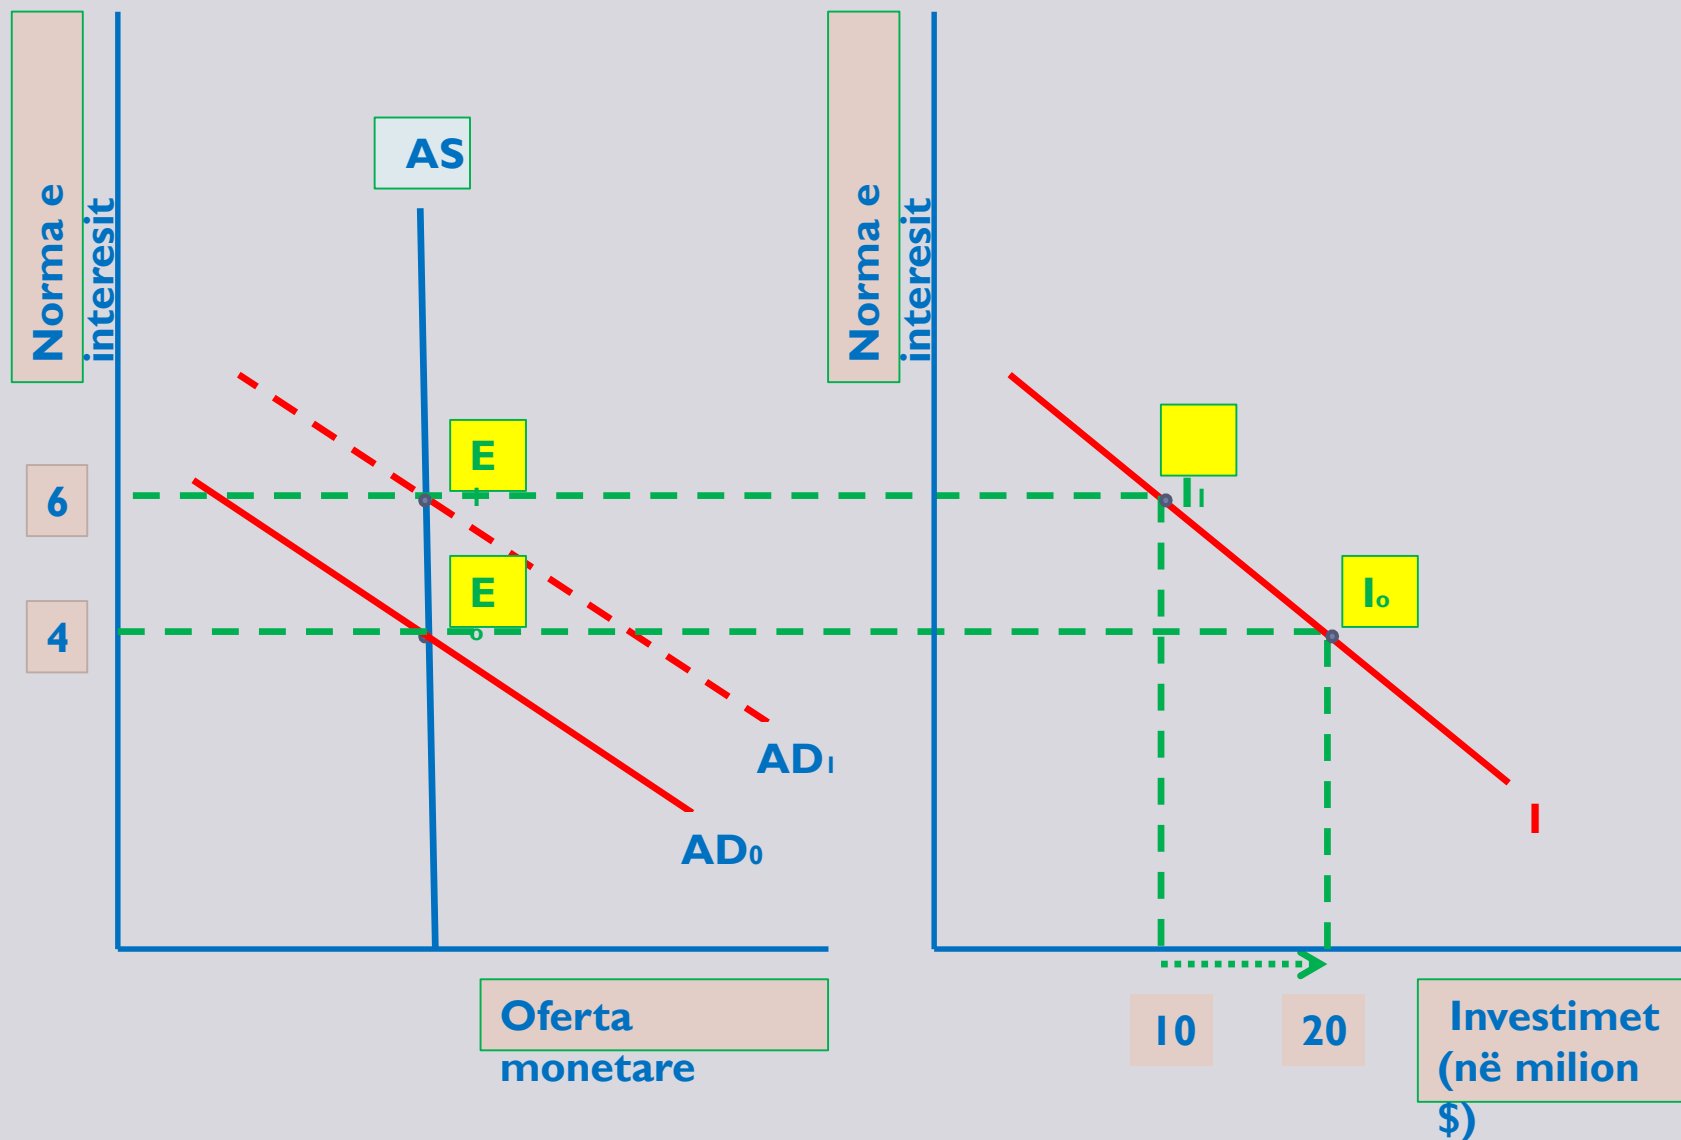 Norma e
interesit
AS
E
1
E
0
6
4
AD1
AD0
Oferta
monetare
Norma e
interesit
I1
I0
I
10
20
Investimet
(në milion
$)